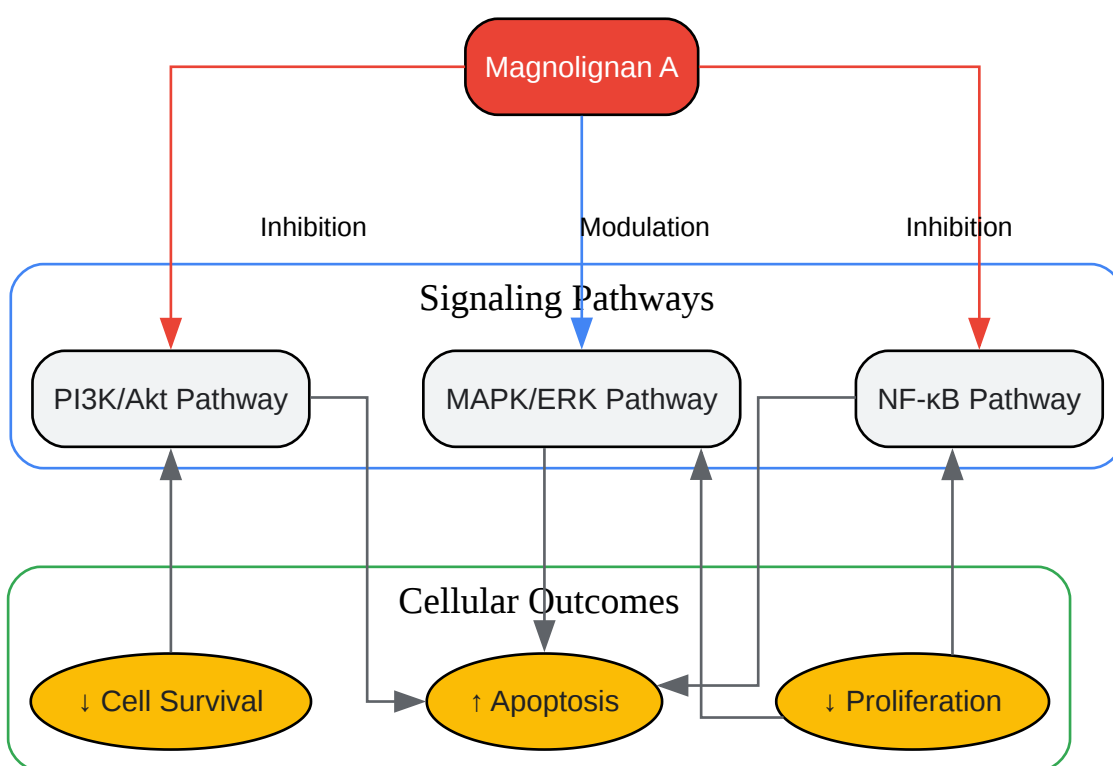 Magnolignan A
Inhibition
Modulation
Inhibition
Signaling Pathways
PI3K/Akt Pathway
MAPK/ERK Pathway
NF-κB Pathway
Cellular Outcomes
↓ Cell Survival
↑ Apoptosis
↓ Proliferation